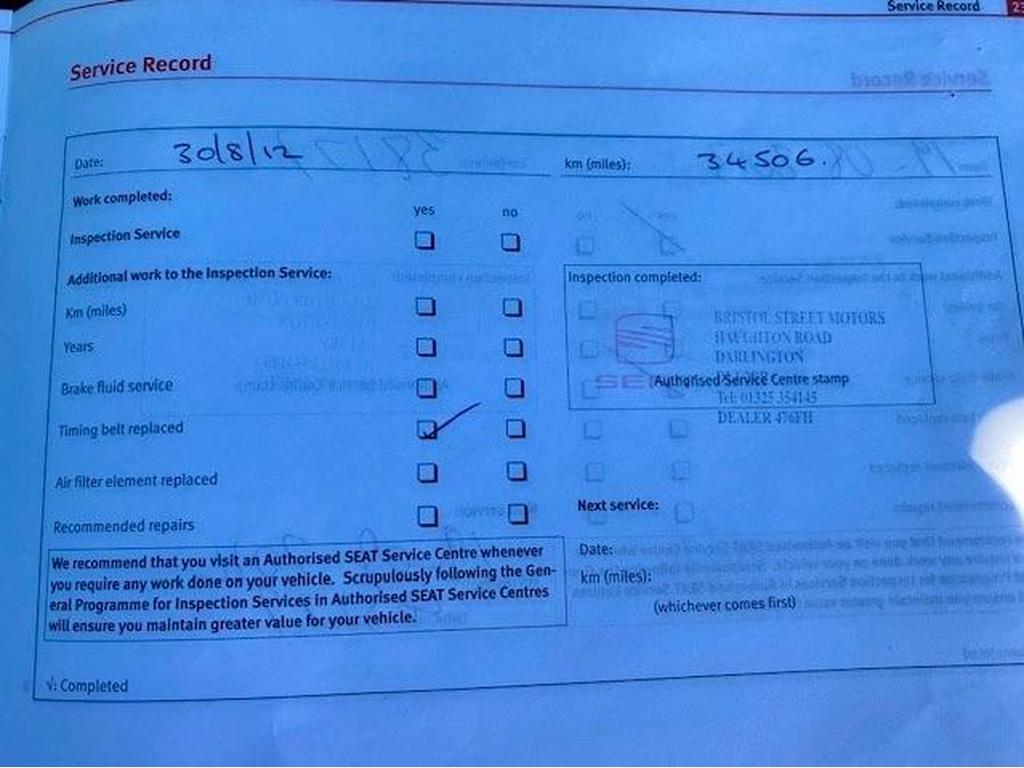 Service Record 23
Service Record
Date: 30/8/12 km (miles): 34506.
Work completed:
yes no
Inspection Service
Additional work to the Inspection Service: Inspection completed:
Km (miles)
BRISTOL STREET MOTORS
HAUGHTON ROAD
Years
DARLINGTON
SEAT Authorised Service Centre stamp
Brake fluid service
Tel: 01325 354145
DEALER 476FH
Timing belt replaced
Air filter element replaced
Next service:
Recommended repairs
Date:
We recommend that you visit an Authorised SEAT Service Centre whenever
you require any work done on your vehicle. Scrupulously following the Gen-
eral Programme for Inspection Services in Authorised SEAT Service Centres
will ensure you maintain greater value for your vehicle.
km (miles):
(whichever comes first)
√: Completed